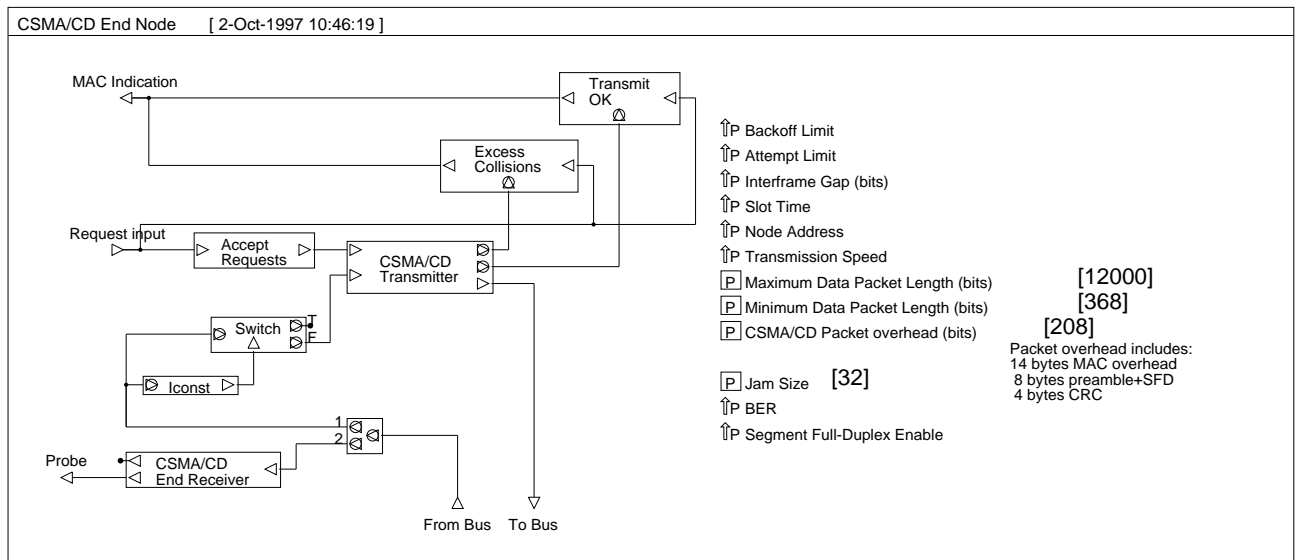 CSMA/CD End Node [ 2-Oct-1997 10:46:19 ]
MAC Indication
Transmit
OK
Excess
Collisions
Request input
Accept
Requests
CSMA/CD
Transmitter
Switch
T
F
Iconst
1
2
Probe
CSMA/CD
End Receiver
From Bus
To Bus
⇧P Backoff Limit
⇧P Attempt Limit
⇧P Interframe Gap (bits)
⇧P Slot Time
⇧P Node Address
⇧P Transmission Speed
P Maximum Data Packet Length (bits) [12000]
P Minimum Data Packet Length (bits) [368]
P CSMA/CD Packet overhead (bits) [208]
Packet overhead includes:
14 bytes MAC overhead
8 bytes preamble+SFD
4 bytes CRC
P Jam Size [32]
⇧P BER
⇧P Segment Full-Duplex Enable